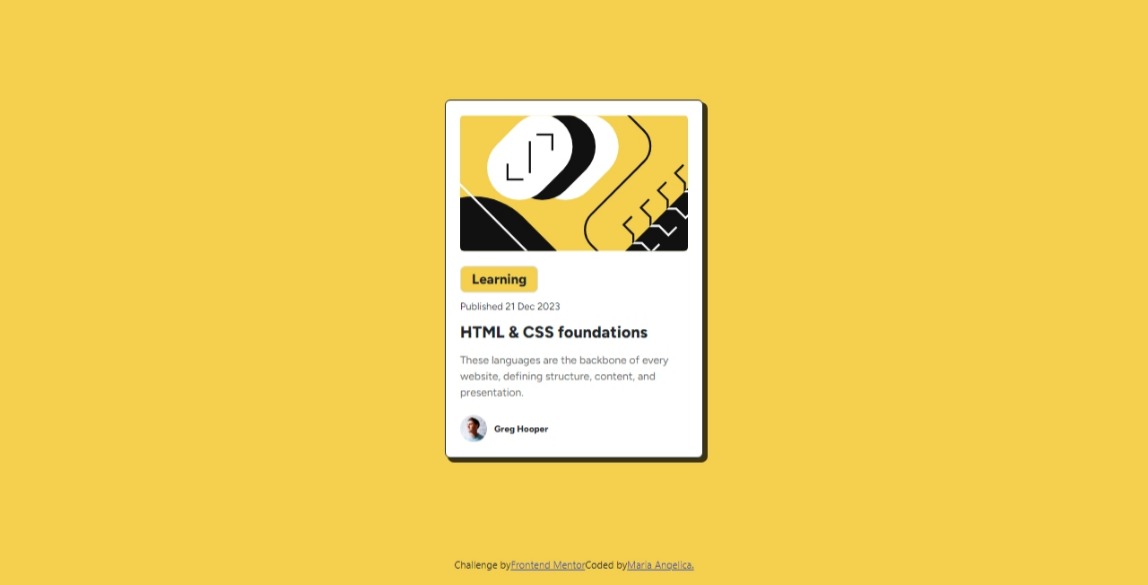 Learning
Published 21 Dec 2023
HTML & CSS foundations
These languages are the backbone of every
website, defining structure, content, and
presentation.
Greg Hooper
Challenge byFrontend MentorCoded byMaria Angelica.